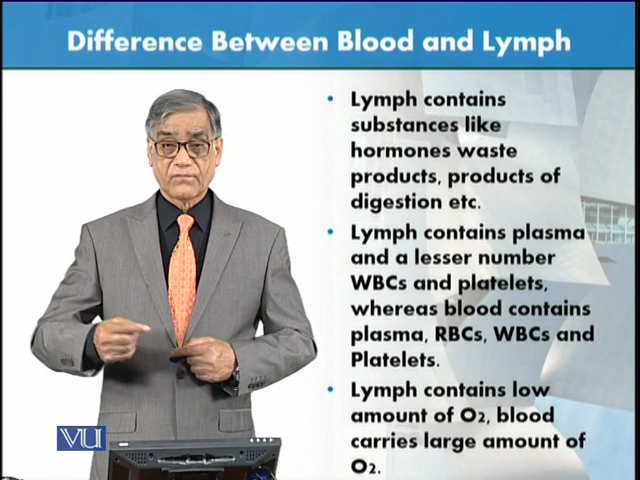 Difference Between Blood and Lymph
• Lymph contains
substances like
hormones waste
products, products of
digestion etc.
• Lymph contains plasma
and a lesser number
WBCs and platelets,
whereas blood contains
plasma, RBCs, WBCs and
Platelets.
• Lymph contains low
amount of O₂, blood
carries large amount of
O₂.
VU